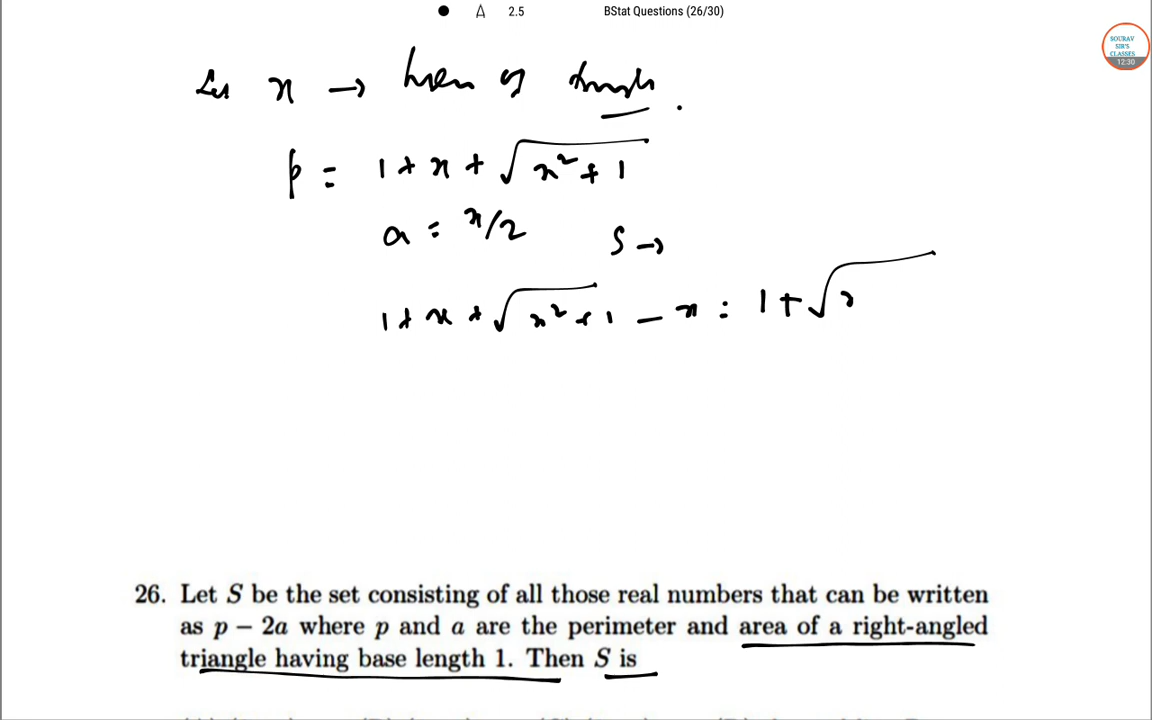 2.5 BStat Questions (26/30)
SOURAV
SIR'S
CLASSES
12:30
Let x → of
p = 1 + x + √(x² + 1)
a = x/2 S →
1 + x + √(x² + 1) - x = 1 + √
26. Let S be the set consisting of all those real numbers that can be written
as p − 2a where p and a are the perimeter and area of a right-angled
triangle having base length 1. Then S is